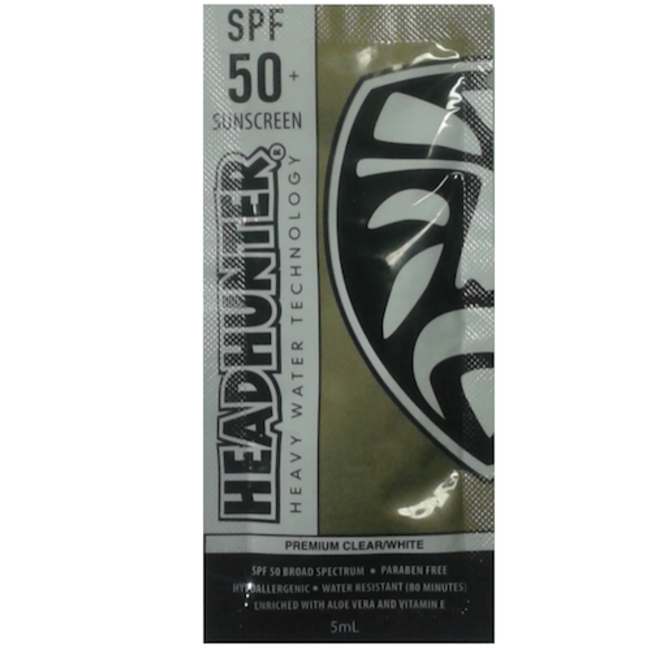 SPF
50+
SUNSCREEN
HEADHUNTER®
HEAVY WATER TECHNOLOGY
PREMIUM CLEAR/WHITE
SPF 50 BROAD SPECTRUM • PARABEN FREE
HYPOALLERGENIC • WATER RESISTANT (80 MINUTES)
ENRICHED WITH ALOE VERA AND VITAMIN E
5mL